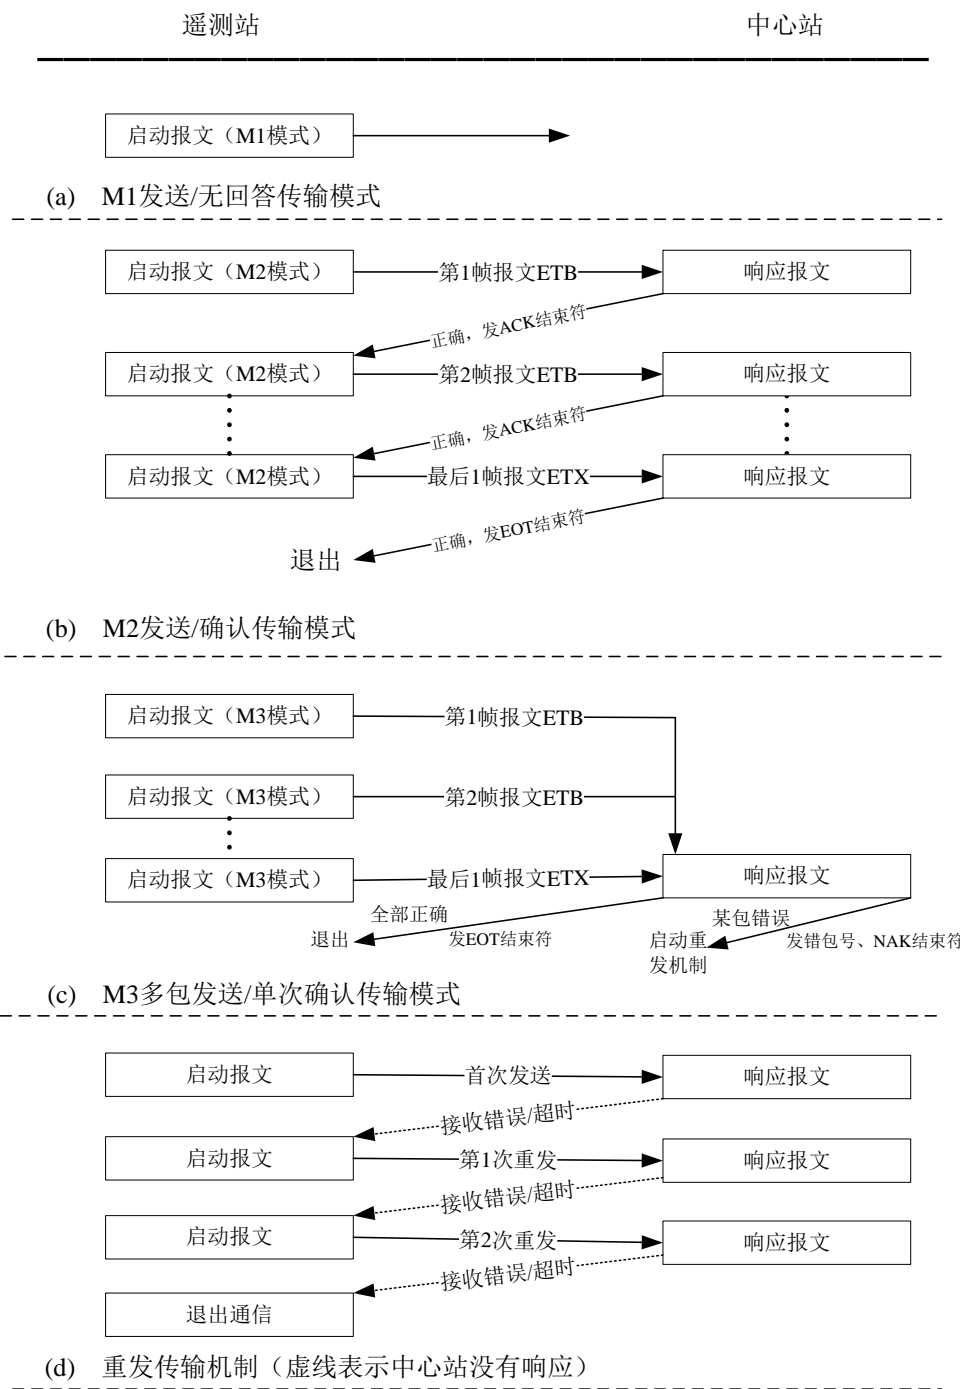 遥测站 中心站
启动报文（M1模式）
(a) M1发送/无回答传输模式
启动报文（M2模式） 第1帧报文ETB 响应报文
正确，发ACK结束符
启动报文（M2模式） 第2帧报文ETB 响应报文
正确，发ACK结束符
启动报文（M2模式） 最后1帧报文ETX 响应报文
正确，发EOT结束符
退出
(b) M2发送/确认传输模式
启动报文（M3模式） 第1帧报文ETB
启动报文（M3模式） 第2帧报文ETB
启动报文（M3模式） 最后1帧报文ETX 响应报文
全部正确 某包错误
退出 发EOT结束符 启动重 发错包号、NAK结束符
发机制
(c) M3多包发送/单次确认传输模式
启动报文 首次发送 响应报文
接收错误/超时
启动报文 第1次重发 响应报文
接收错误/超时
启动报文 第2次重发 响应报文
接收错误/超时
退出通信
(d) 重发传输机制（虚线表示中心站没有响应）